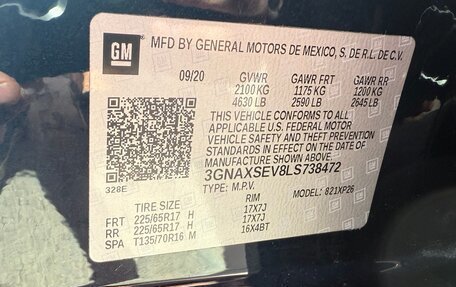 GM MFD BY GENERAL MOTORS DE MEXICO, S. DE R.L. DE C.V.
09/20 GVWR GAWR FRT GAWR RR
2100 KG 1175 KG 1200 KG
4630 LB 2590 LB 2645 LB
THIS VEHICLE CONFORMS TO ALL
APPLICABLE U.S. FEDERAL MOTOR
VEHICLE SAFETY AND THEFT
PREVENTION STANDARDS IN
EFFECT ON THE DATE OF
MANUFACTURE SHOWN ABOVE.
3GNAXSEV8LS738472
328E TYPE: M.P.V. MODEL: 821XP26
TIRE SIZE RIM
FRT 225/65R17 H 17X7J
RR 225/65R17 H 17X7J
SPA T135/70R16 M 16X4BT